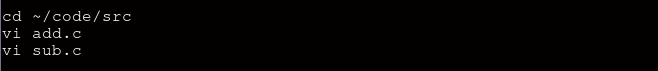 cd ~/code/src
vi add.c
vi sub.c